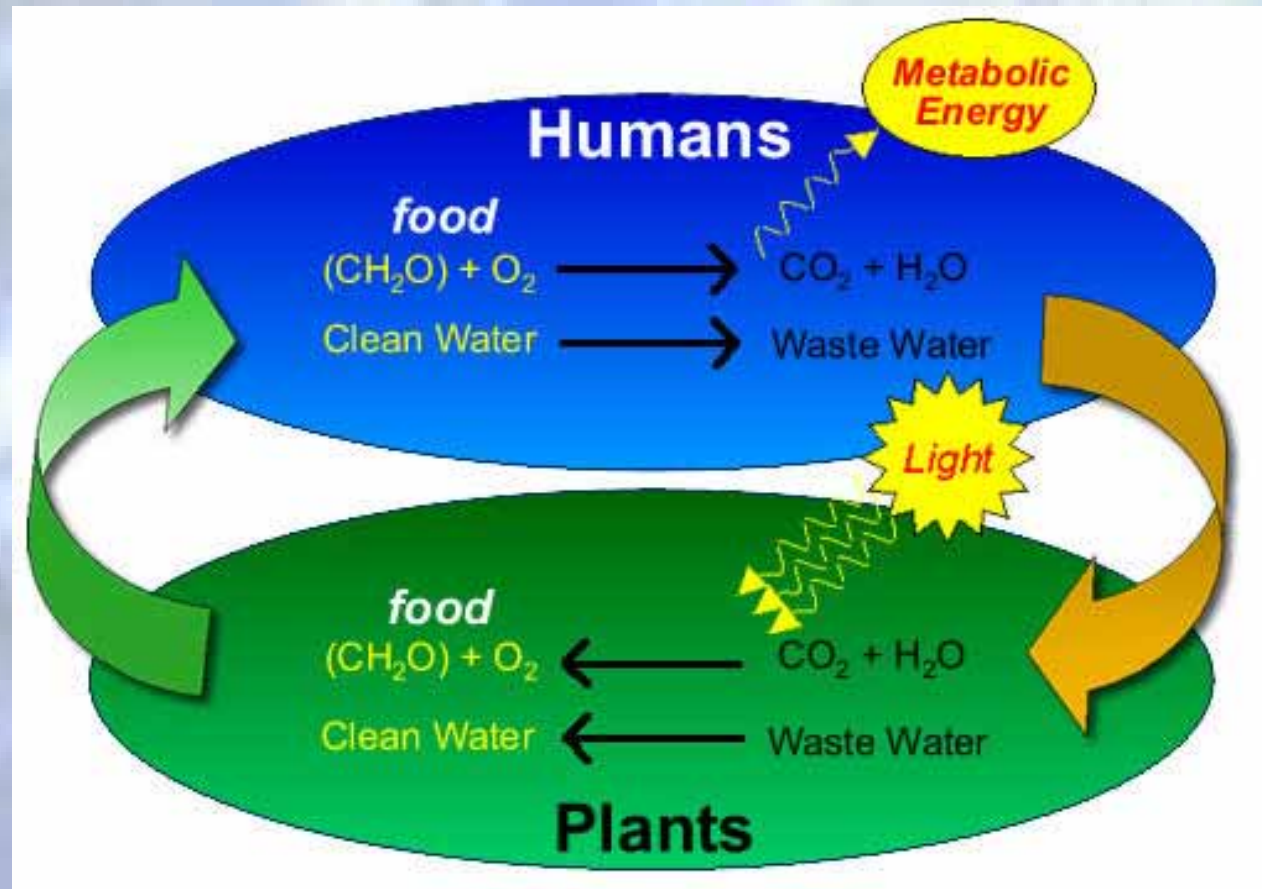 Metabolic
Energy
Humans
food
(CH₂O) + O₂
CO₂ + H₂O
Clean Water
Waste Water
Light
food
(CH₂O) + O₂
CO₂ + H₂O
Clean Water
Waste Water
Plants